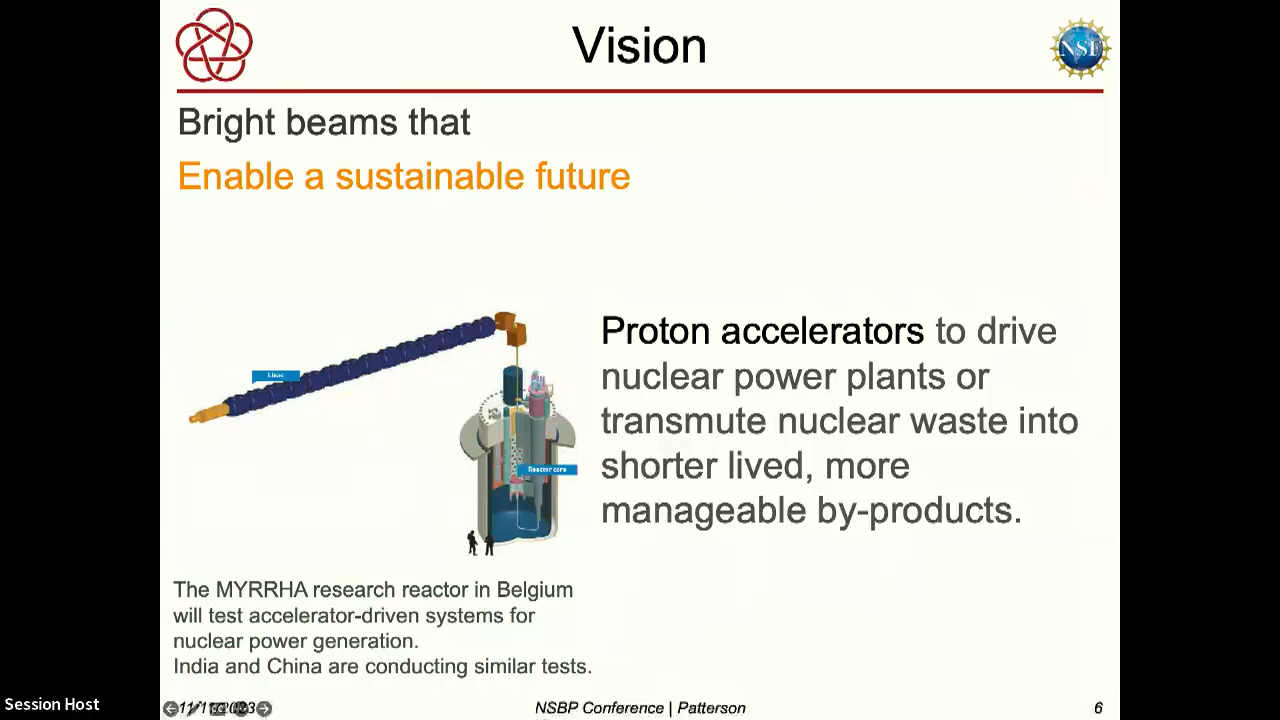 Vision
NSF
Bright beams that
Enable a sustainable future
Linac
Reactor core
Proton accelerators to drive
nuclear power plants or
transmute nuclear waste into
shorter lived, more
manageable by-products.
The MYRRHA research reactor in Belgium
will test accelerator-driven systems for
nuclear power generation.
India and China are conducting similar tests.
Session Host
NSBP Conference | Patterson
6